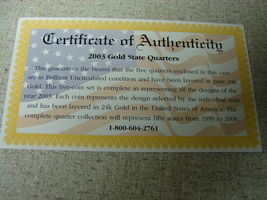 Certificate of Authenticity
2003 Gold State Quarters
This guarantees the bearer that the five quarters enclosed in this case
are in Brilliant Uncirculated condition and have been layered in pure 24k
Gold. This five-coin set is complete in representing all the designs of the
year 2003. Each coin represents the design selected by the individual state
and has been layered in 24k Gold in the United States of America. The
complete quarter collection will represent fifty states from 1999 to 2008.
1-800-604-2761